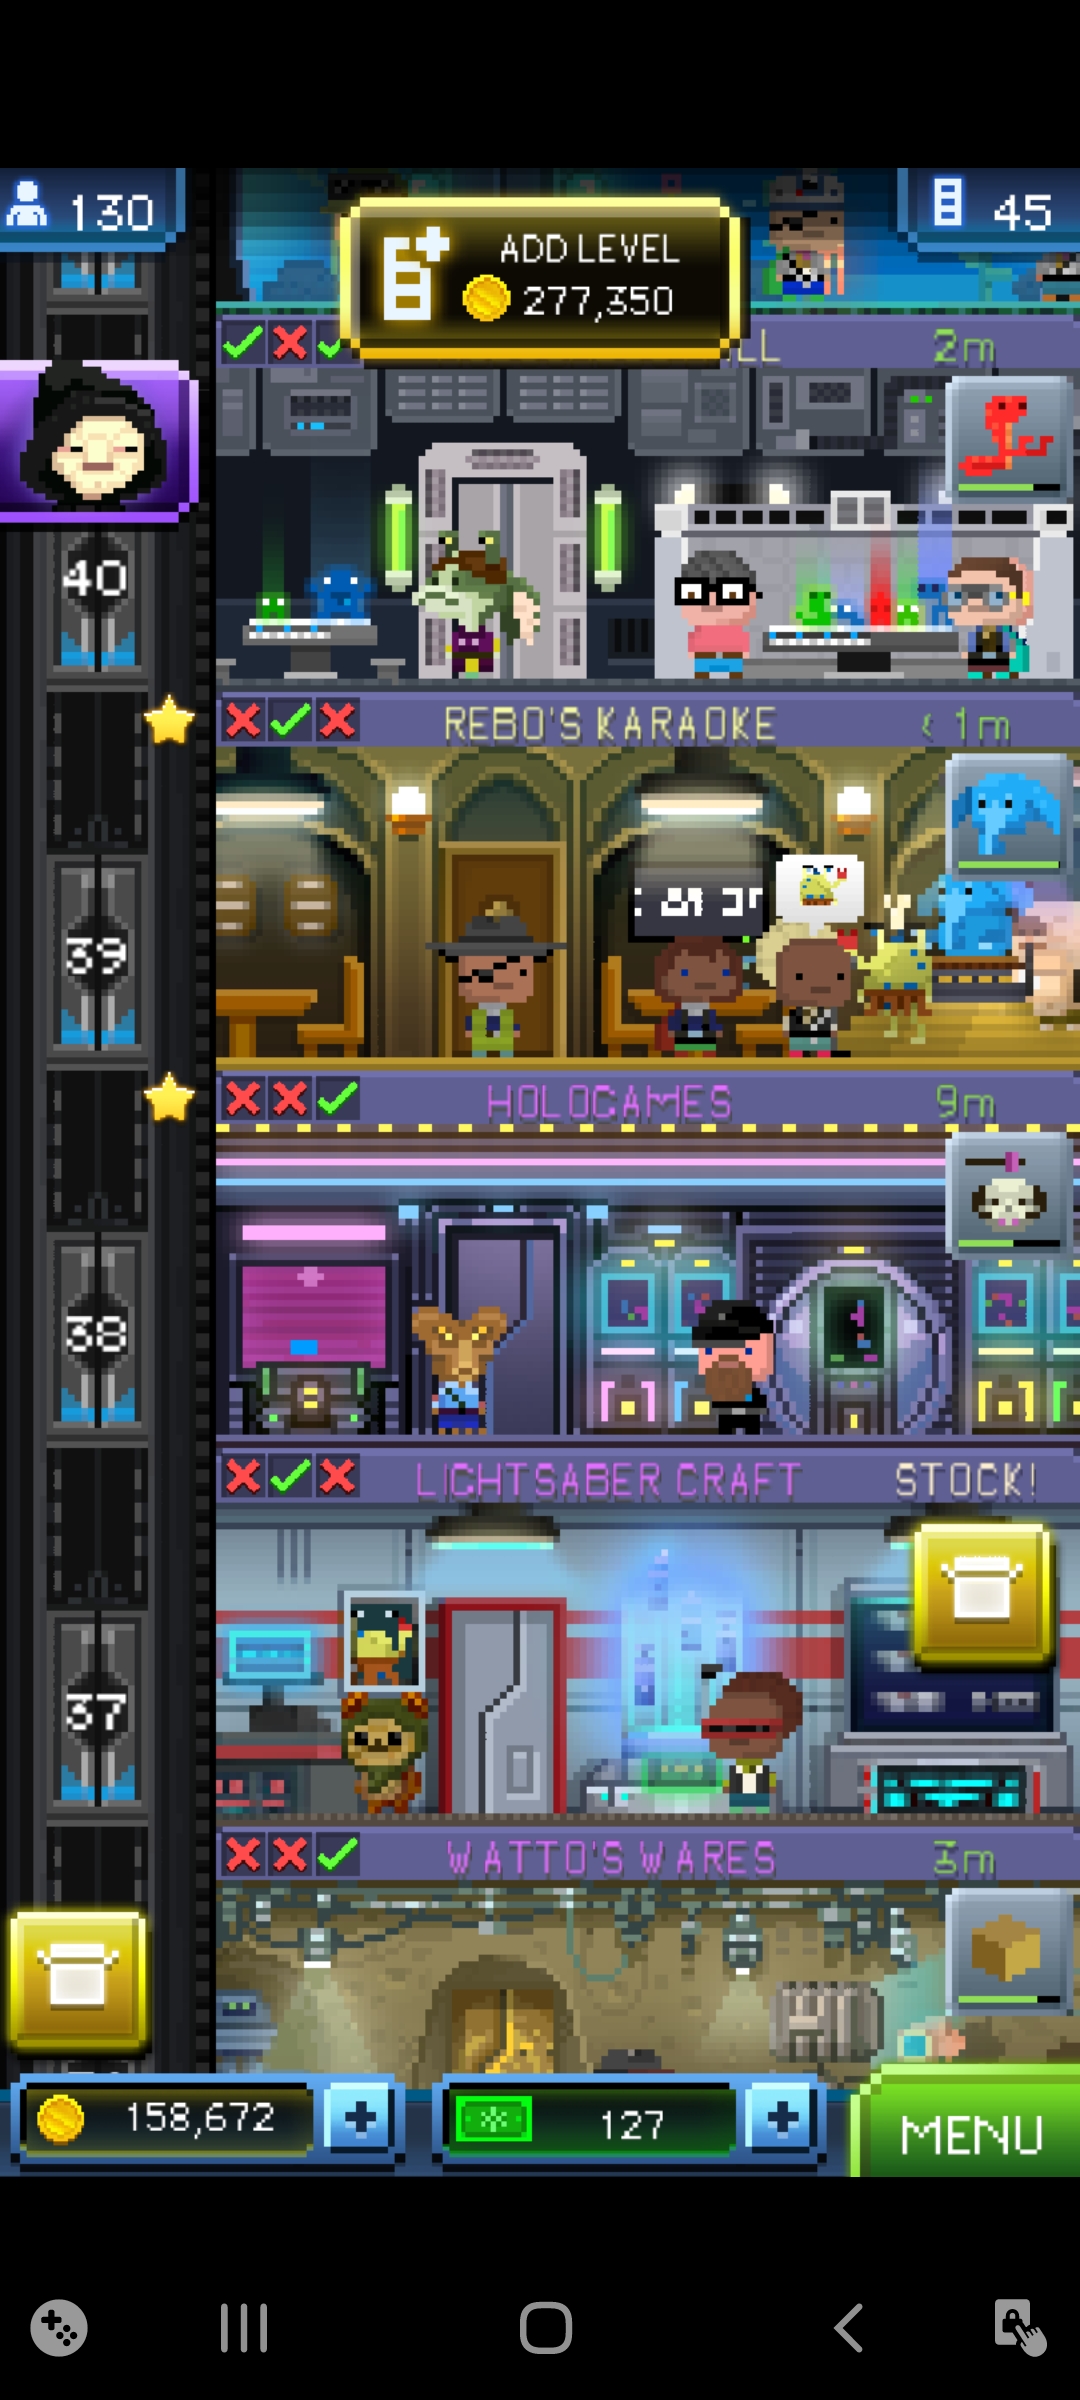 130
ADD LEVEL
277,350
45
2m
40
REBO'S KARAOKE
< 1m
39
HOLOGAMES
9m
38
LIGHTSABER CRAFT
STOCK!
37
WATTO'S WARES
3m
158,672
127
MENU